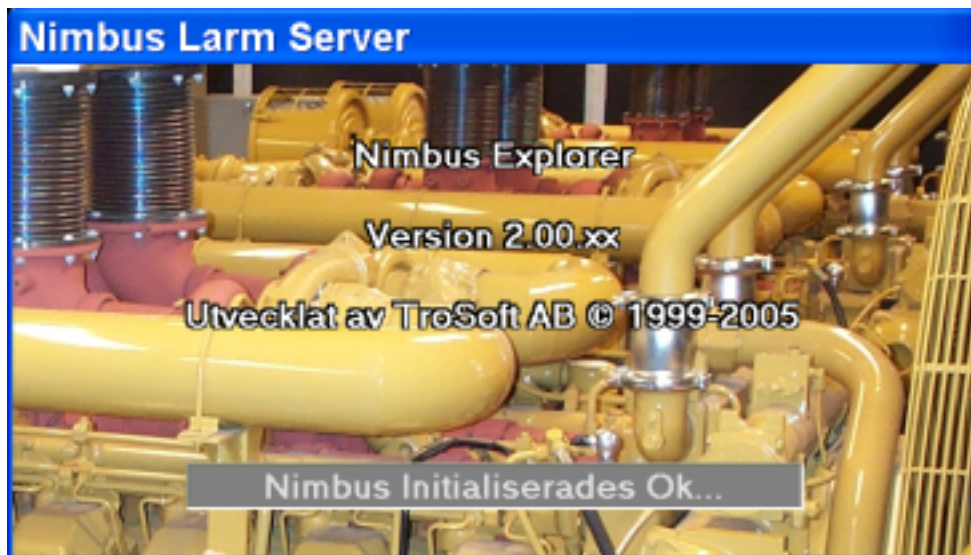 Nimbus Larm Server
Nimbus Explorer
Version 2.00.xx
Utvecklat av TroSoft AB © 1999-2005
Nimbus Initialiserades Ok...